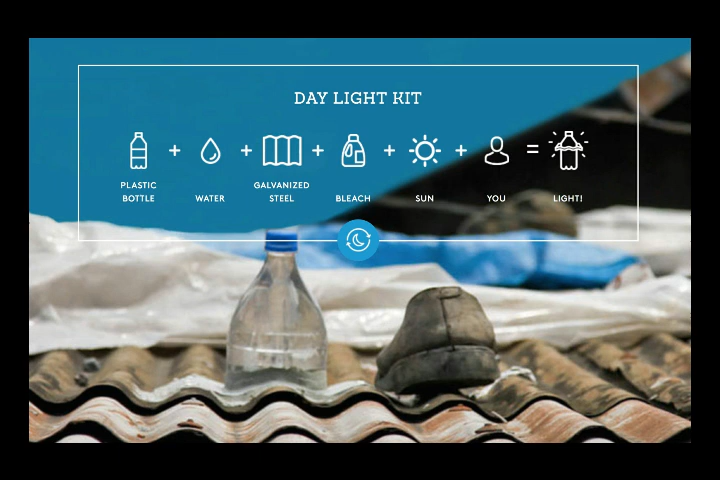 DAY LIGHT KIT
+ + + + + =
PLASTIC BOTTLE
WATER
GALVANIZED STEEL
BLEACH
SUN
YOU
LIGHT!